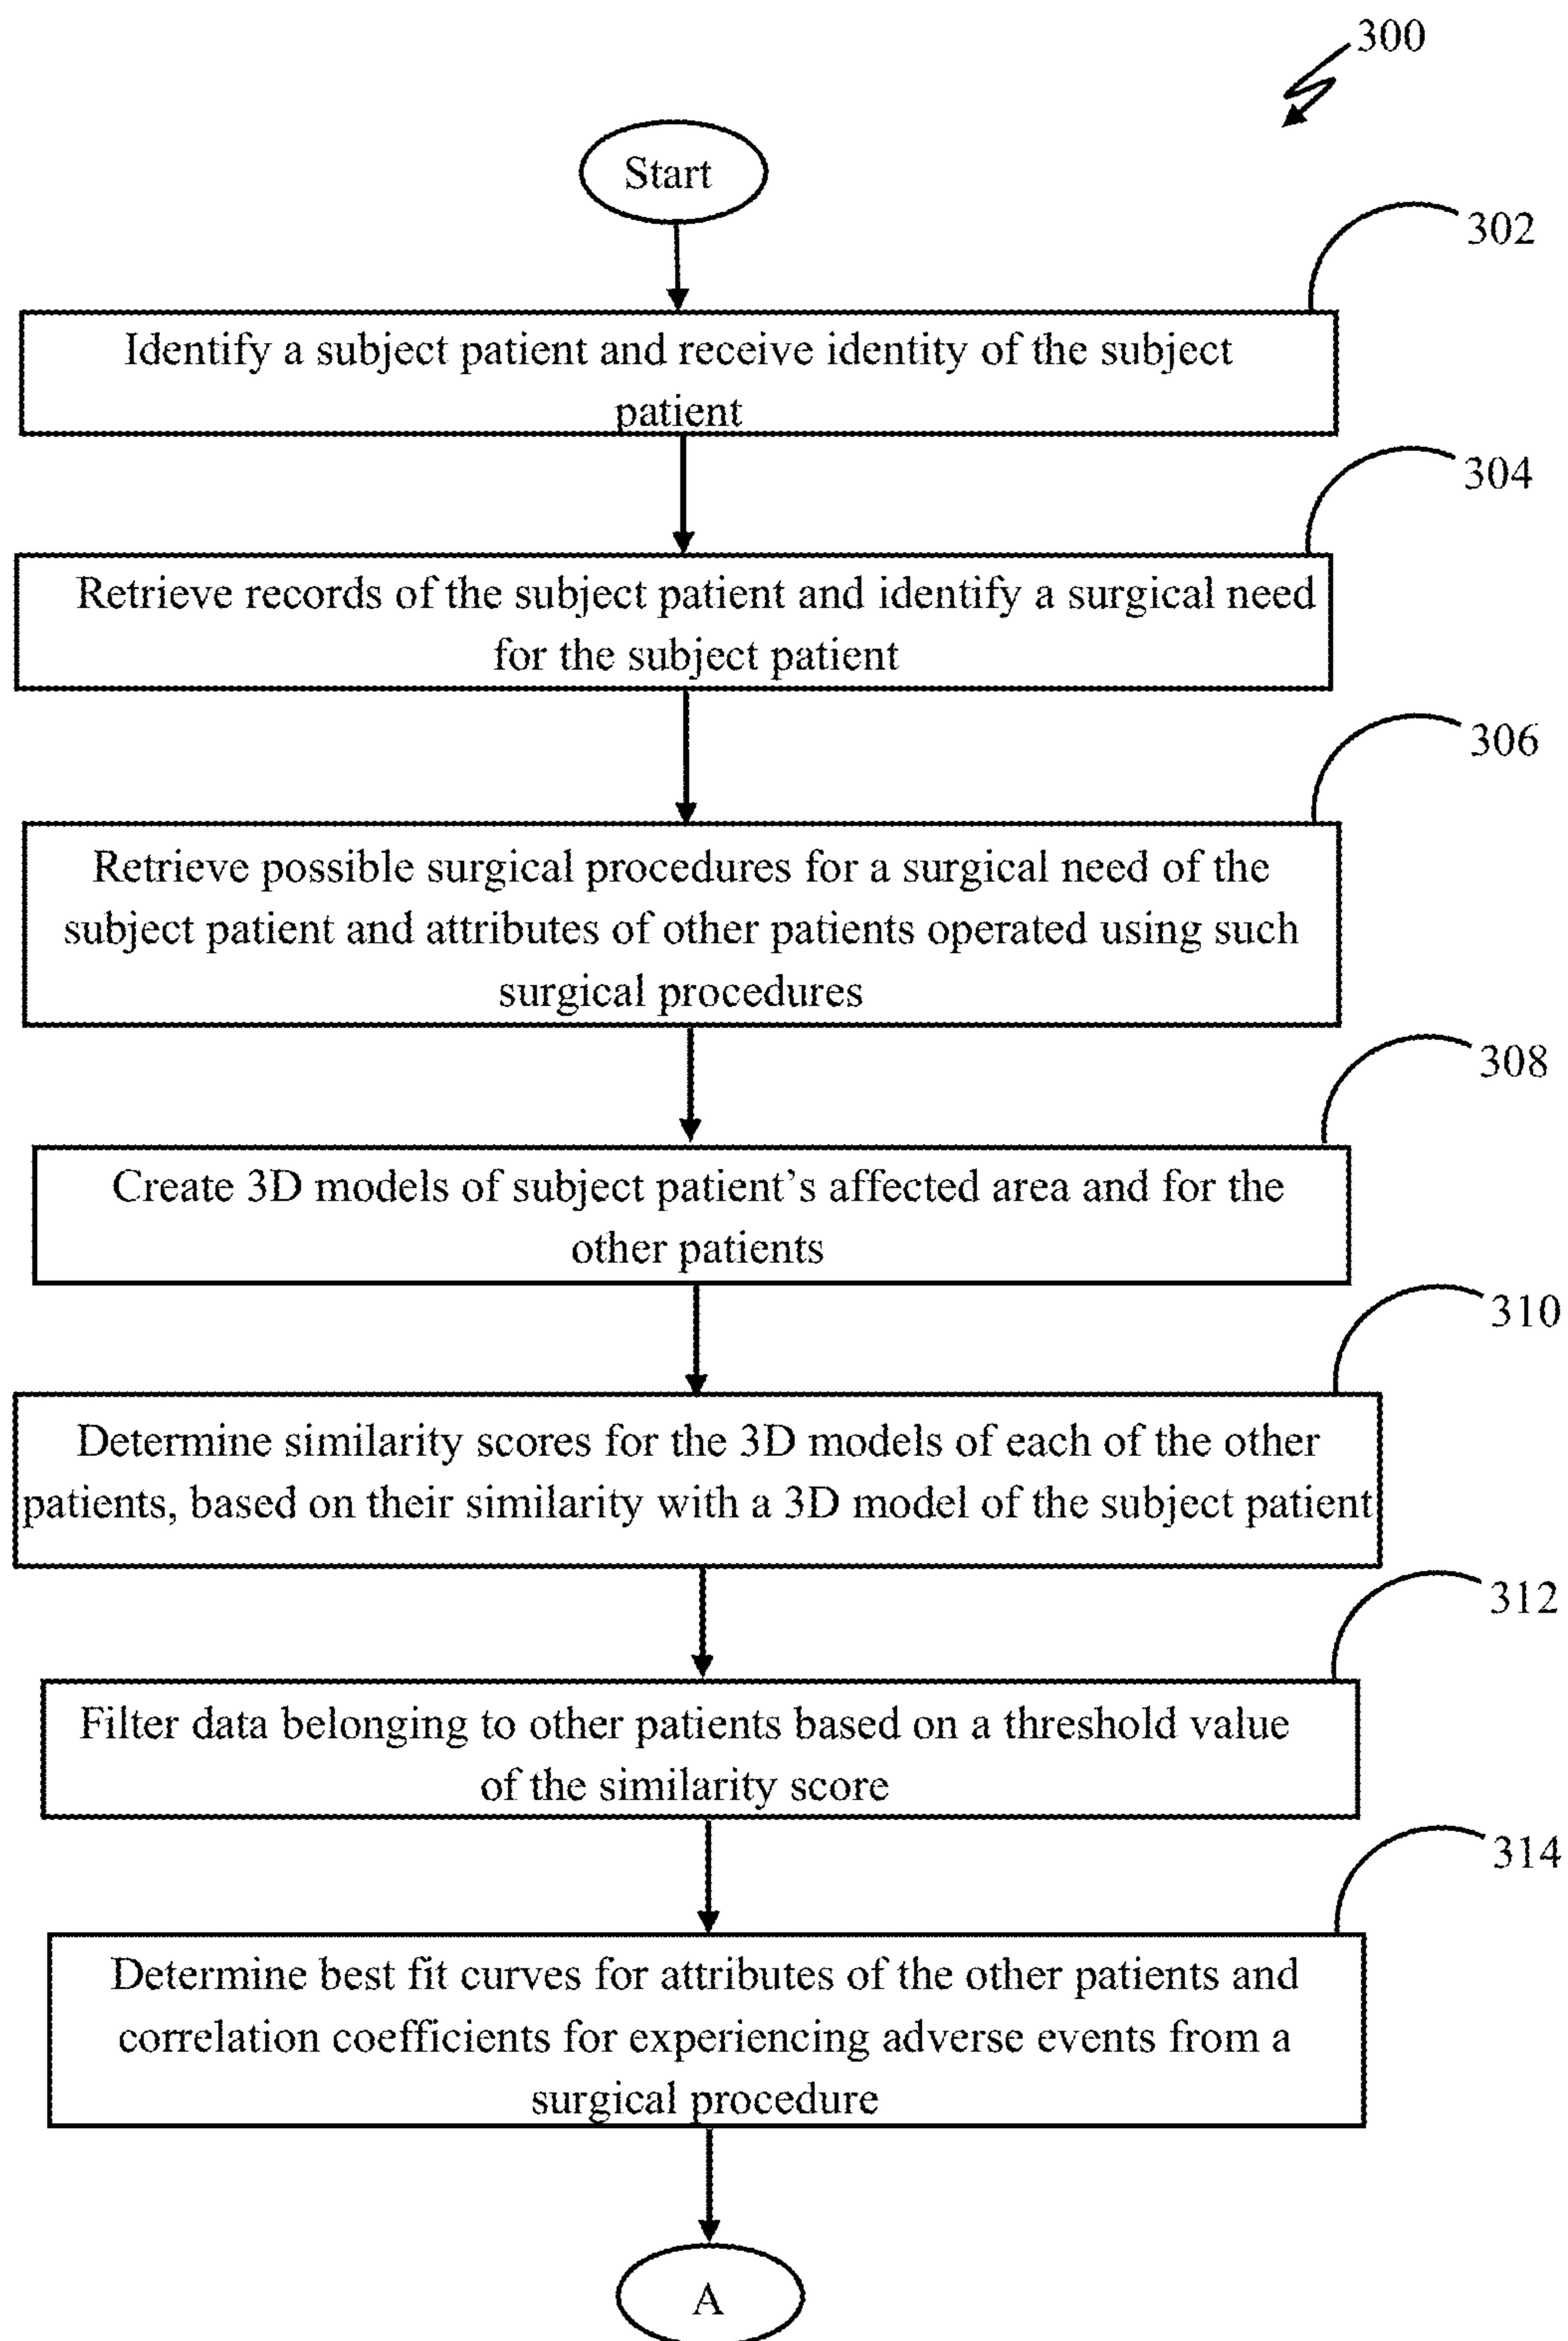 300
Start
302
Identify a subject patient and receive identity of the subject
patient
304
Retrieve records of the subject patient and identify a surgical need
for the subject patient
306
Retrieve possible surgical procedures for a surgical need of the
subject patient and attributes of other patients operated using such
surgical procedures
308
Create 3D models of subject patient’s affected area and for the
other patients
310
Determine similarity scores for the 3D models of each of the other
patients, based on their similarity with a 3D model of the subject patient
312
Filter data belonging to other patients based on a threshold value
of the similarity score
314
Determine best fit curves for attributes of the other patients and
correlation coefficients for experiencing adverse events from a
surgical procedure
A